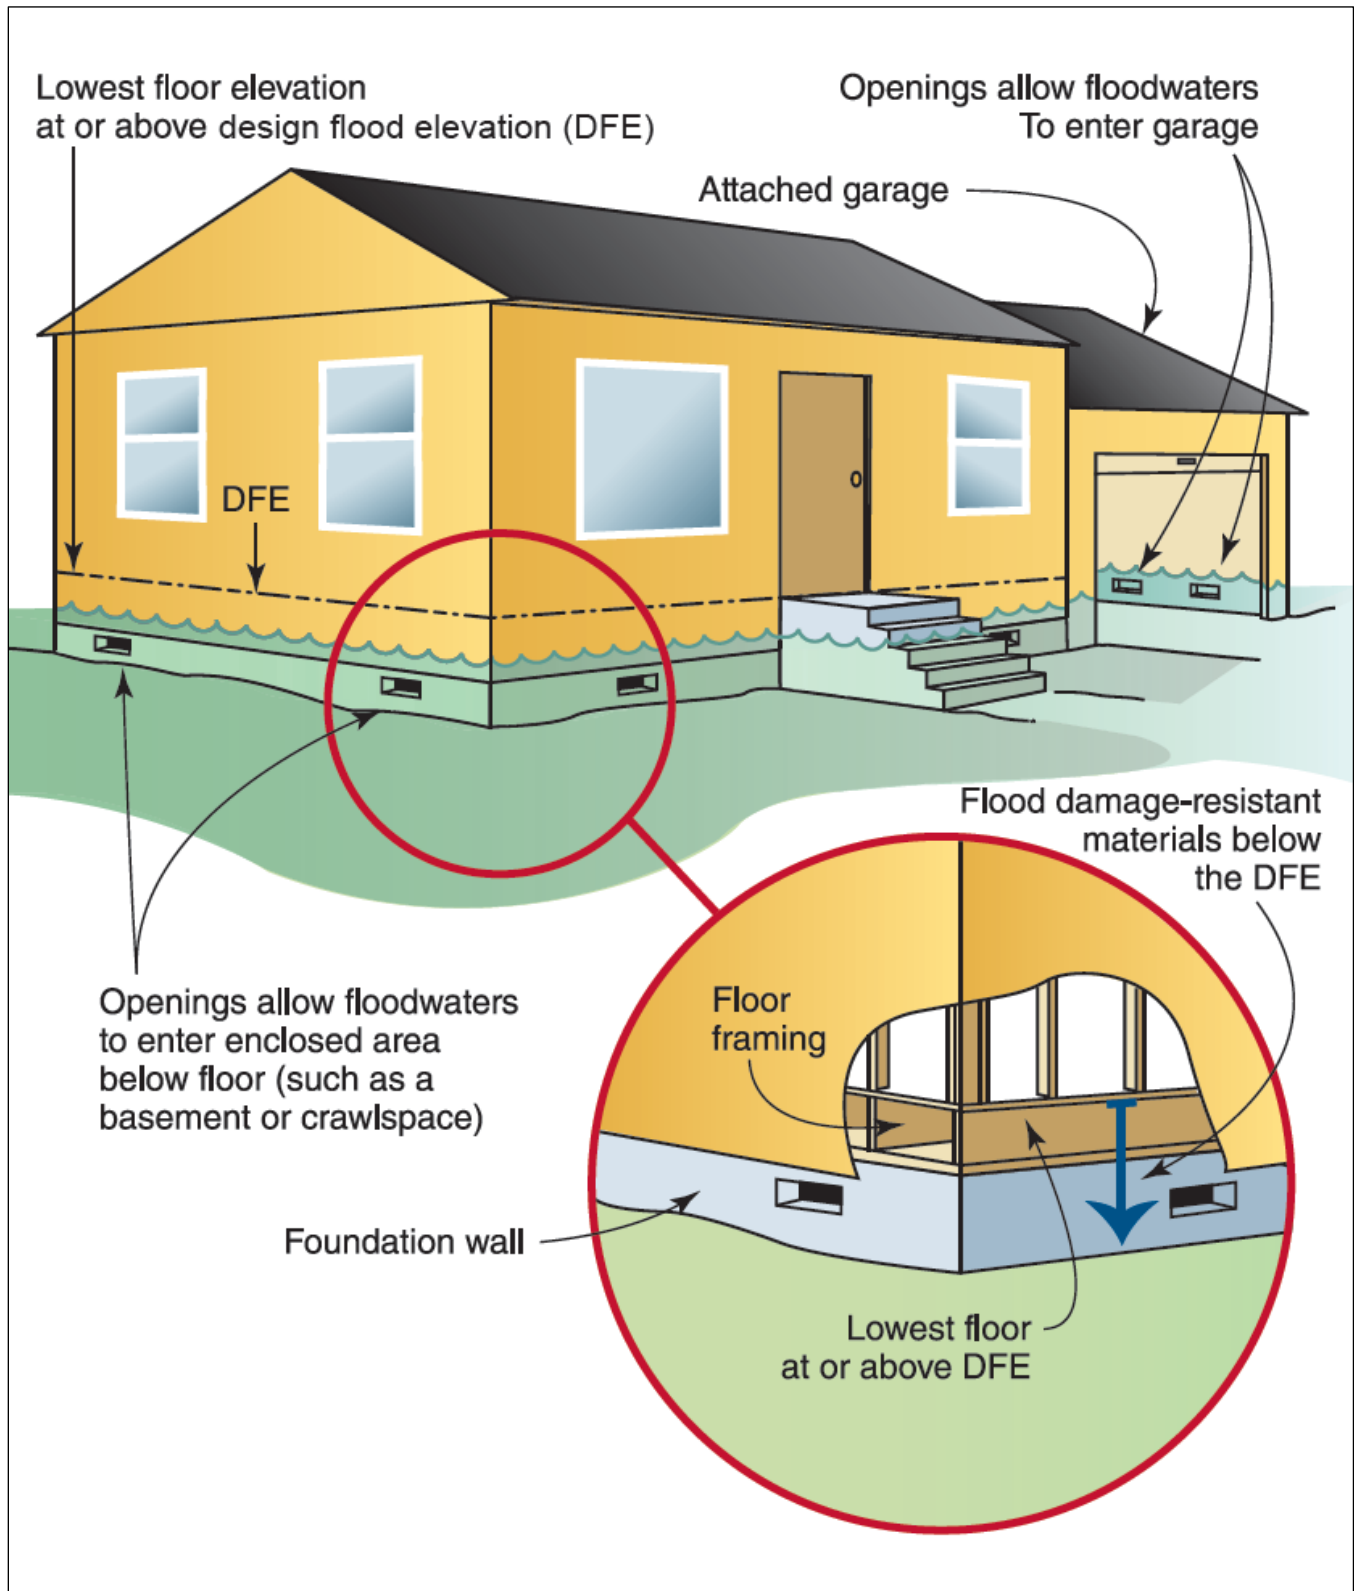 Lowest floor elevation
at or above design flood elevation (DFE)
Openings allow floodwaters
To enter garage
Attached garage
DFE
Flood damage-resistant
materials below
the DFE
Openings allow floodwaters
to enter enclosed area
below floor (such as a
basement or crawlspace)
Floor
framing
Foundation wall
Lowest floor
at or above DFE